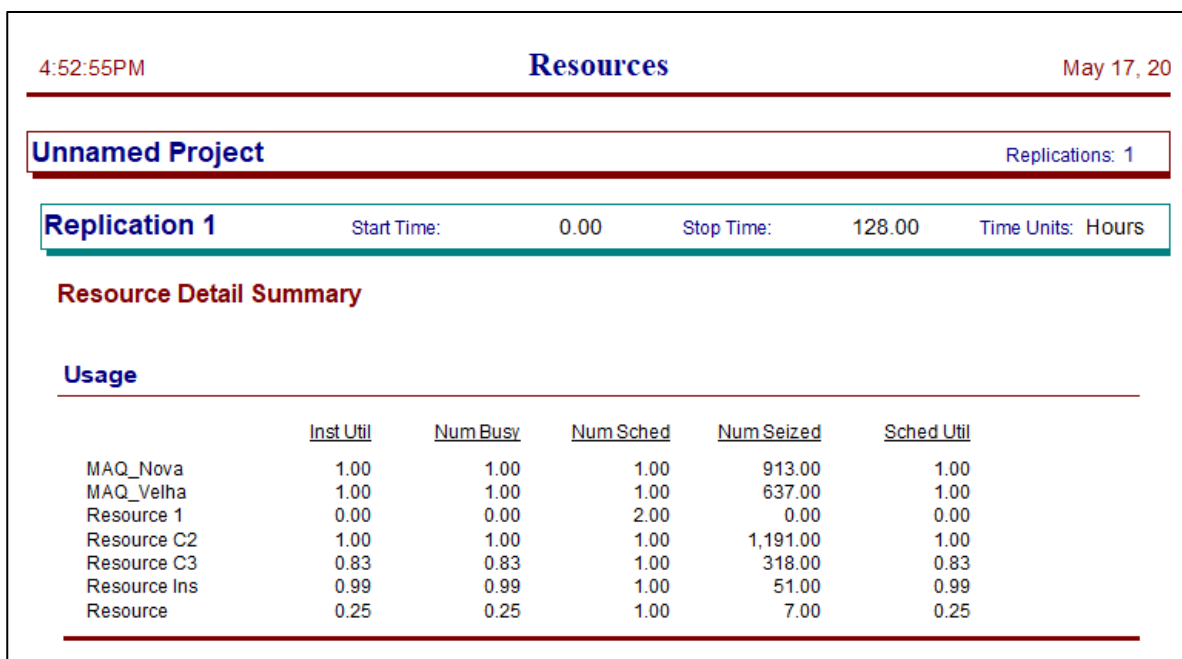 4:52:55PM Resources May 17, 20
Unnamed Project Replications: 1
Replication 1 Start Time: 0.00 Stop Time: 128.00 Time Units: Hours
Resource Detail Summary
Usage
Inst Util Num Busy Num Sched Num Seized Sched Util
MAQ_Nova 1.00 1.00 1.00 913.00 1.00
MAQ_Velha 1.00 1.00 1.00 637.00 1.00
Resource 1 0.00 0.00 2.00 0.00 0.00
Resource C2 1.00 1.00 1.00 1,191.00 1.00
Resource C3 0.83 0.83 1.00 318.00 0.83
Resource Ins 0.99 0.99 1.00 51.00 0.99
Resource 0.25 0.25 1.00 7.00 0.25